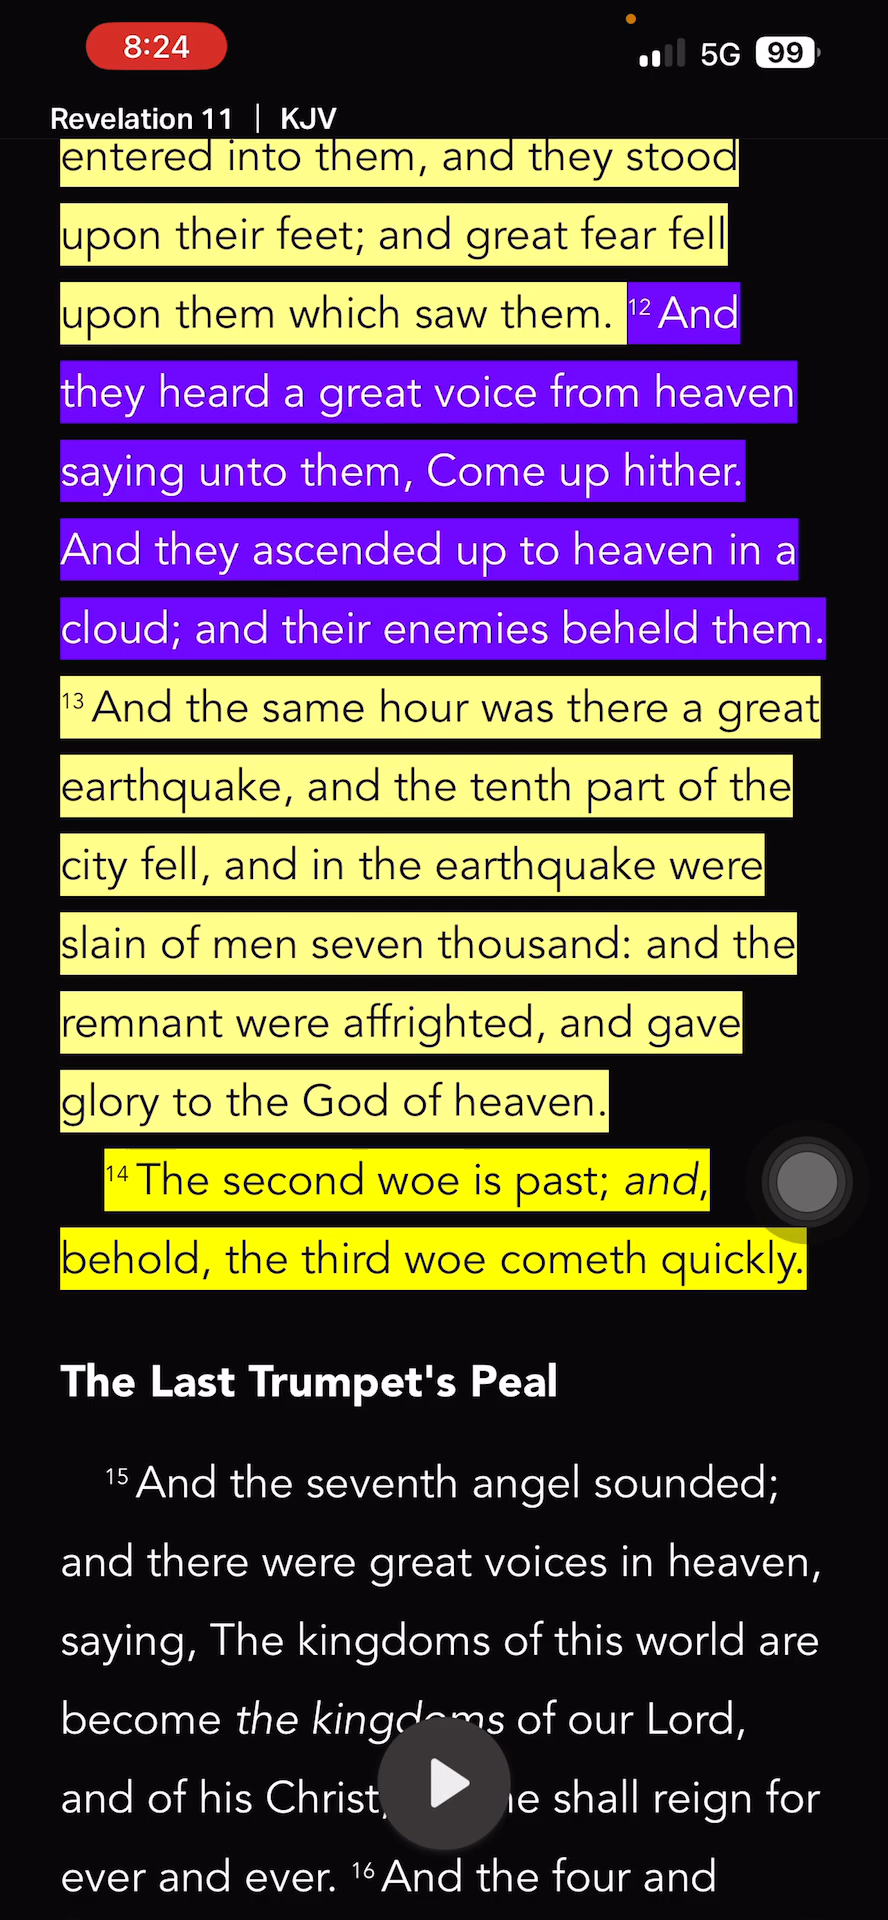 8:24
5G 99
Revelation 11 | KJV
entered into them, and they stood
upon their feet; and great fear fell
upon them which saw them. 12 And
they heard a great voice from heaven
saying unto them, Come up hither.
And they ascended up to heaven in a
cloud; and their enemies beheld them.
13 And the same hour was there a great
earthquake, and the tenth part of the
city fell, and in the earthquake were
slain of men seven thousand: and the
remnant were affrighted, and gave
glory to the God of heaven.
14 The second woe is past; and,
behold, the third woe cometh quickly.
The Last Trumpet's Peal
15 And the seventh angel sounded;
and there were great voices in heaven,
saying, The kingdoms of this world are
become the kingdoms of our Lord,
and of his Christ, shall reign for
ever and ever. 16 And the four and